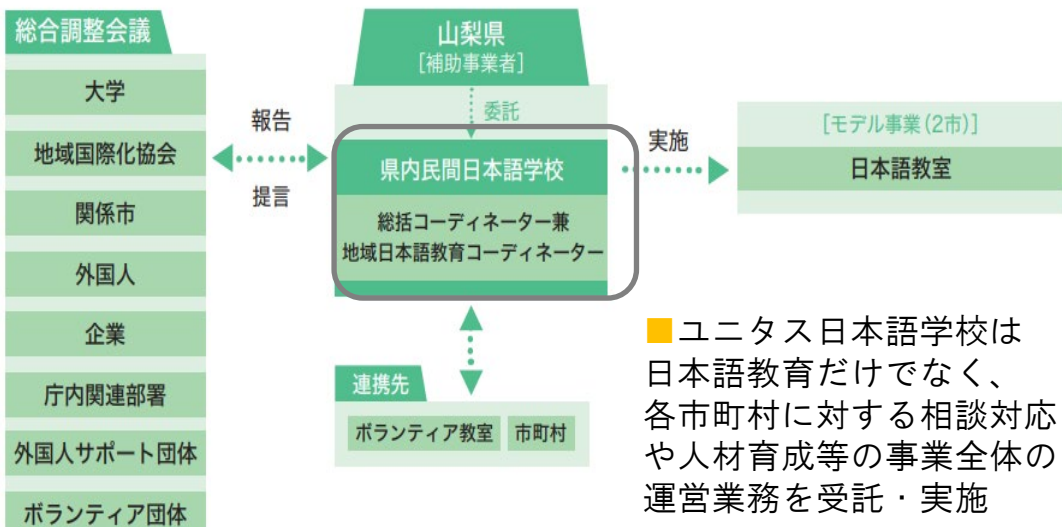 総合調整会議
大学
地域国際化協会
関係市
外国人
企業
庁内関連部署
外国人サポート団体
ボランティア団体
報告
提言
山梨県
[補助事業者]
委託
県内民間日本語学校
総括コーディネーター兼
地域日本語教育コーディネーター
実施
[モデル事業(2市)]
日本語教室
連携先
ボランティア教室 市町村
■ユニタス日本語学校は
日本語教育だけでなく、
各市町村に対する相談対応
や人材育成等の事業全体の
運営業務を受託・実施